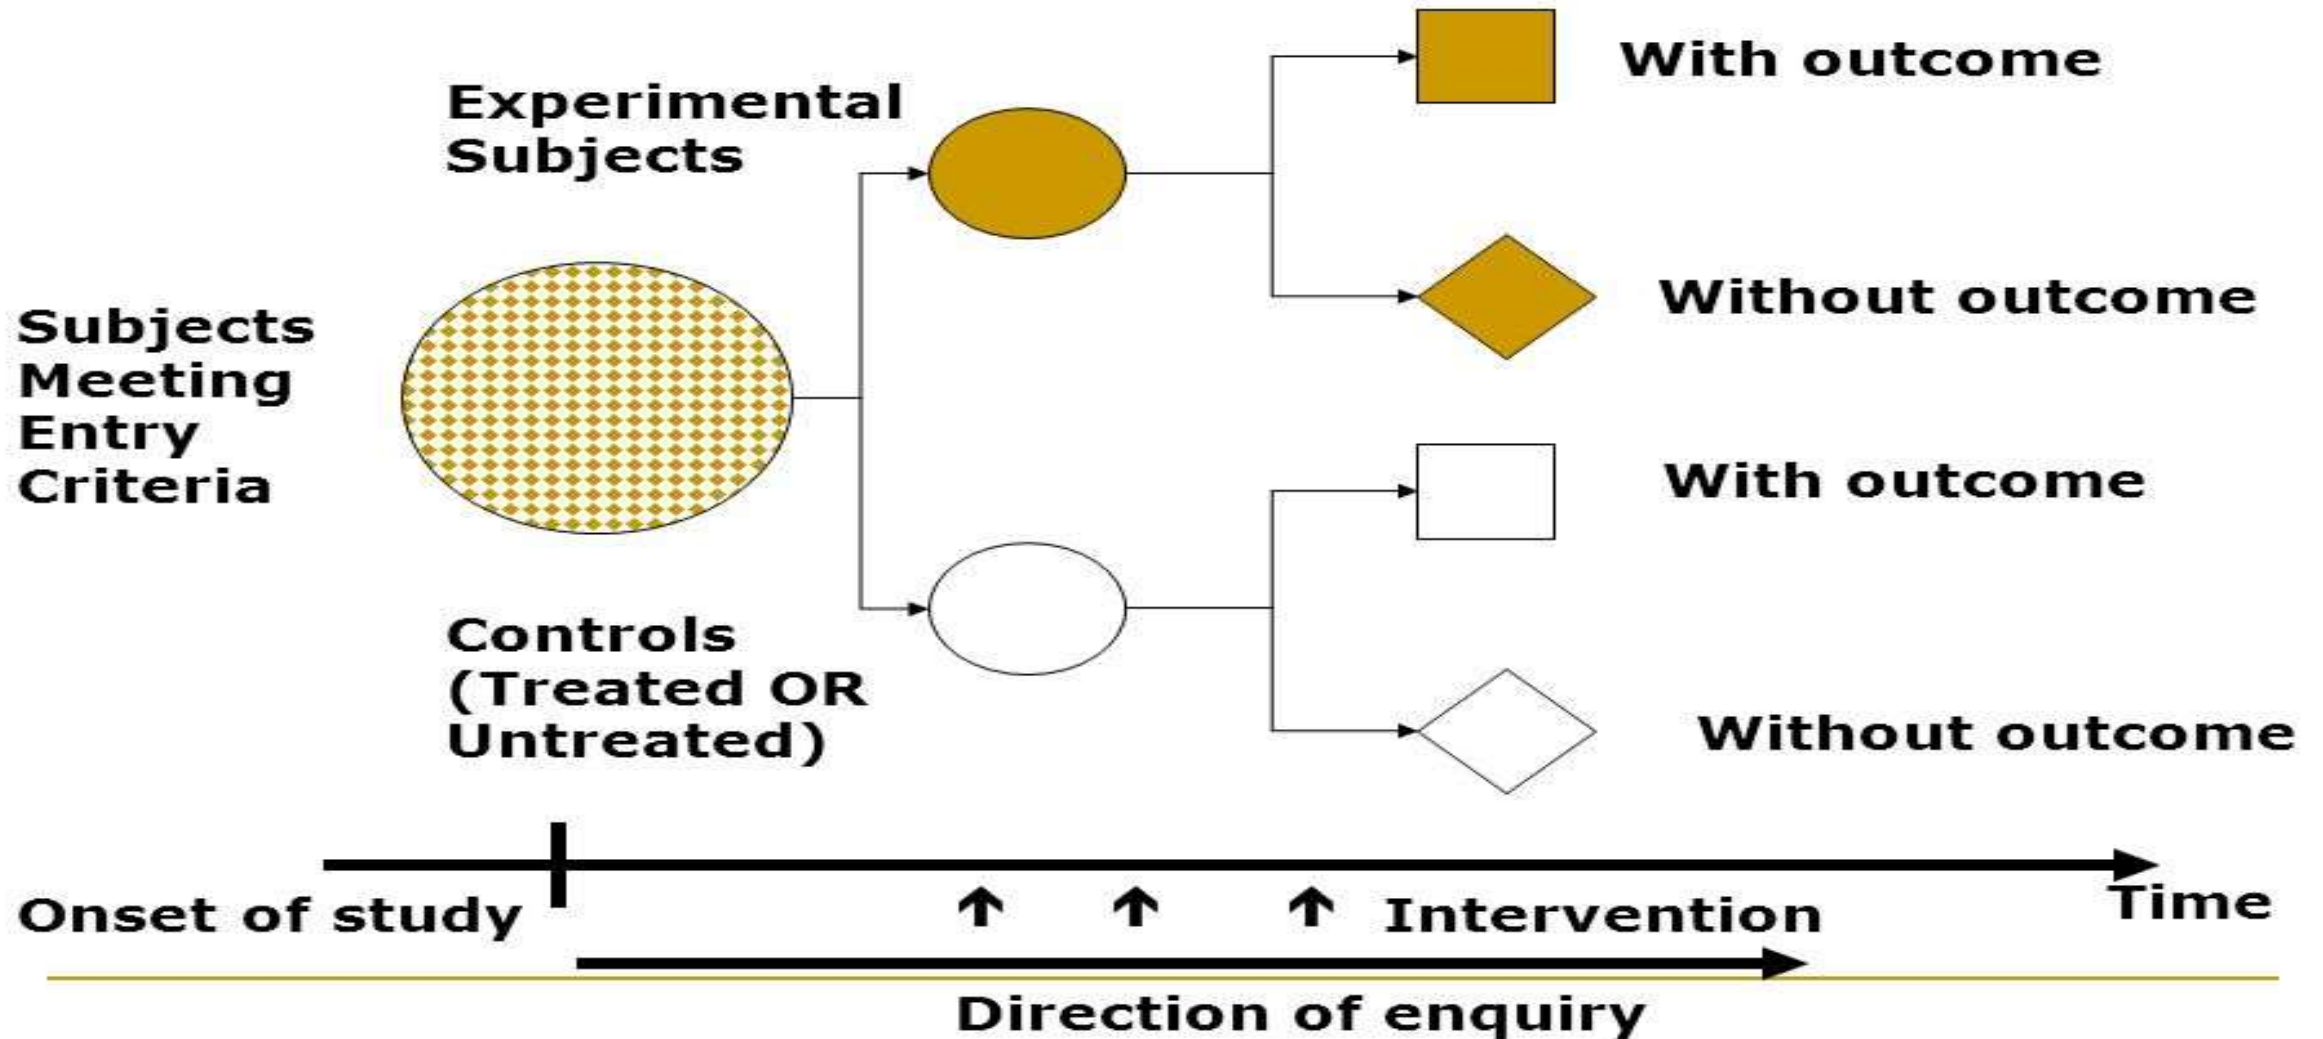 With outcome
Experimental
Subjects
Without outcome
Subjects
Meeting
Entry
Criteria
With outcome
Controls
(Treated OR
Untreated)
Without outcome
Onset of study
Intervention
Time
Direction of enquiry